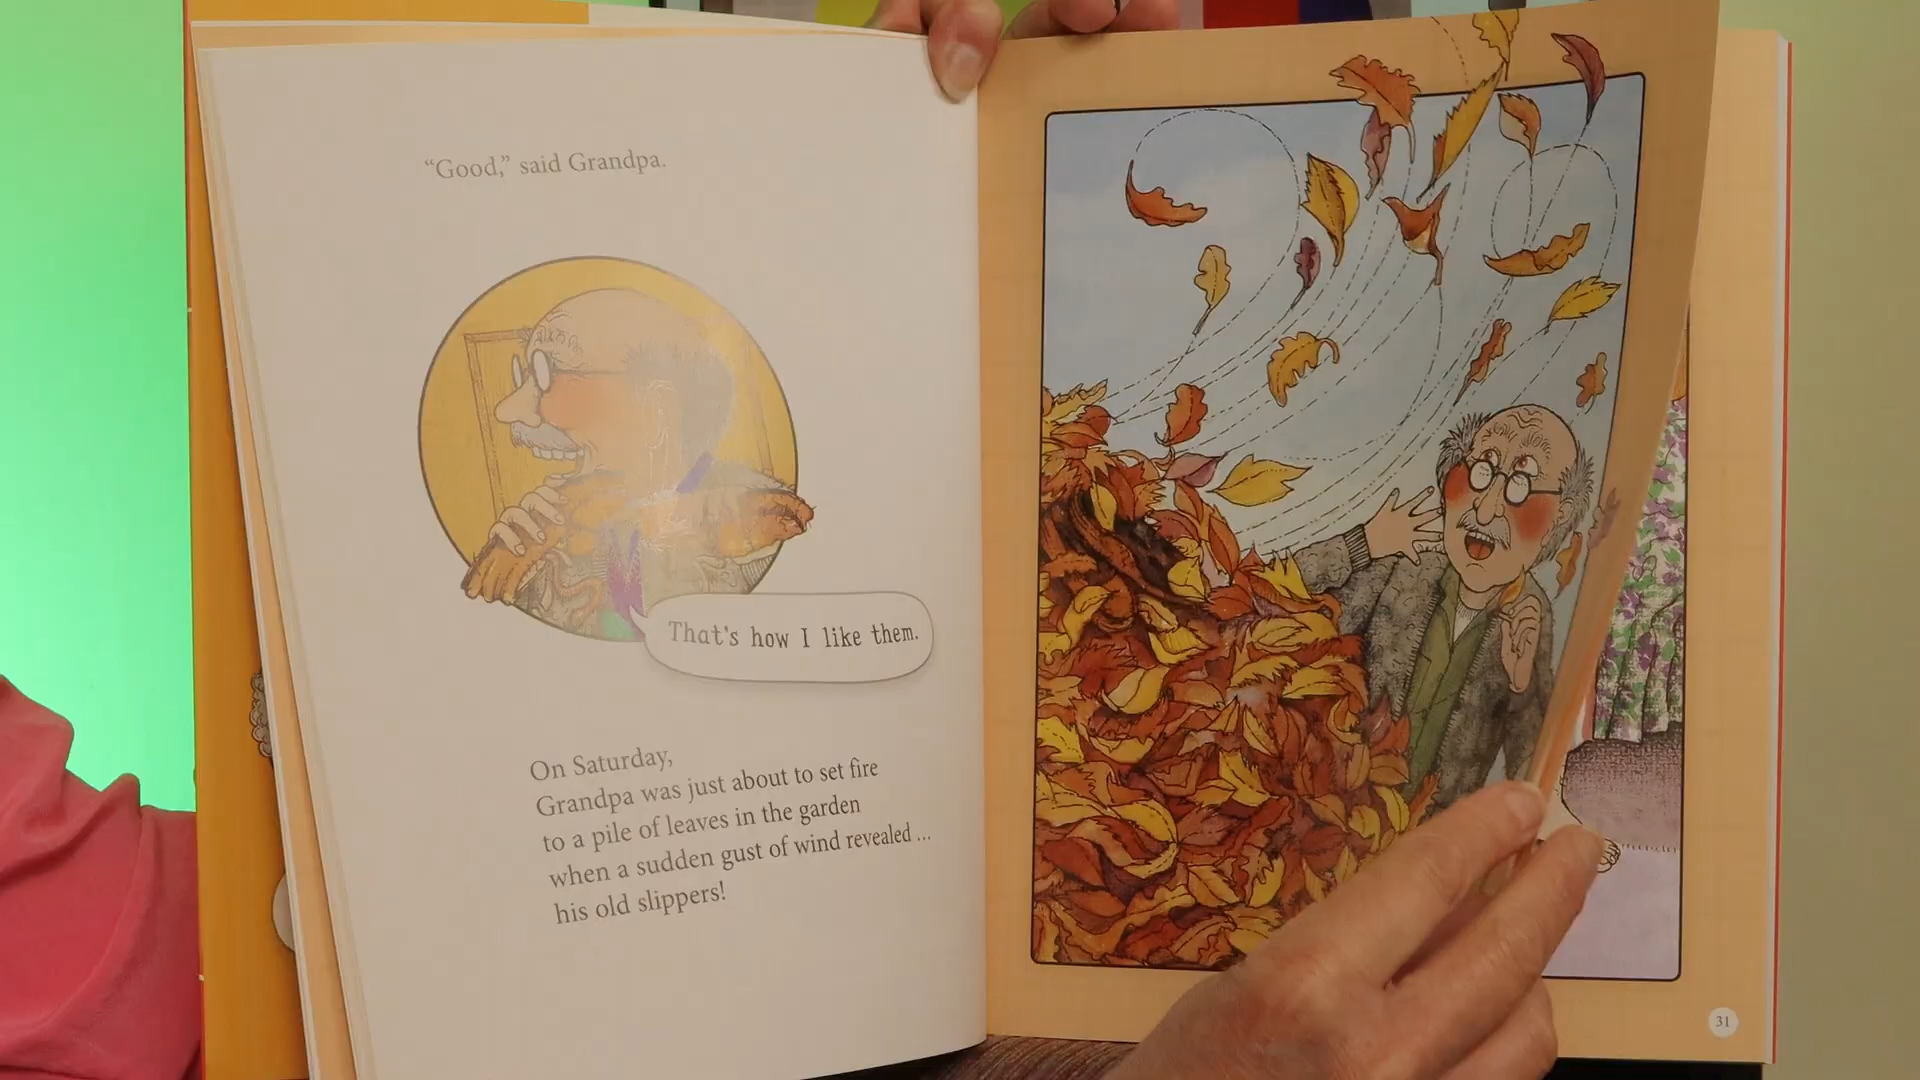 “Good,” said Grandpa.
That's how I like them.
On Saturday,
Grandpa was just about to set fire
to a pile of leaves in the garden
when a sudden gust of wind revealed ...
his old slippers!
31